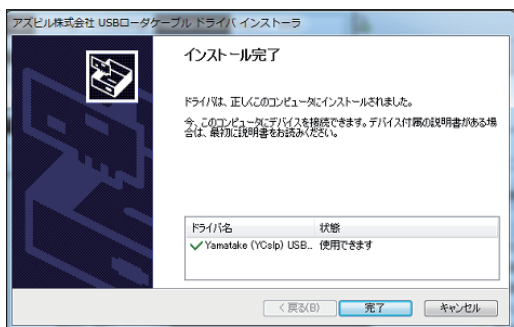 アズビル株式会社 USBローダケーブル ドライバ インストーラ
インストール完了
ドライバは、正しくこのコンピュータにインストールされました。
今、このコンピュータにデバイスを接続できます。デバイス付属の説明書がある場
合は、最初に説明書をお読みください。
ドライバ名 状態
Yamatake (YCslp) USB... 使用できます
< 戻る(B) 完了 キャンセル